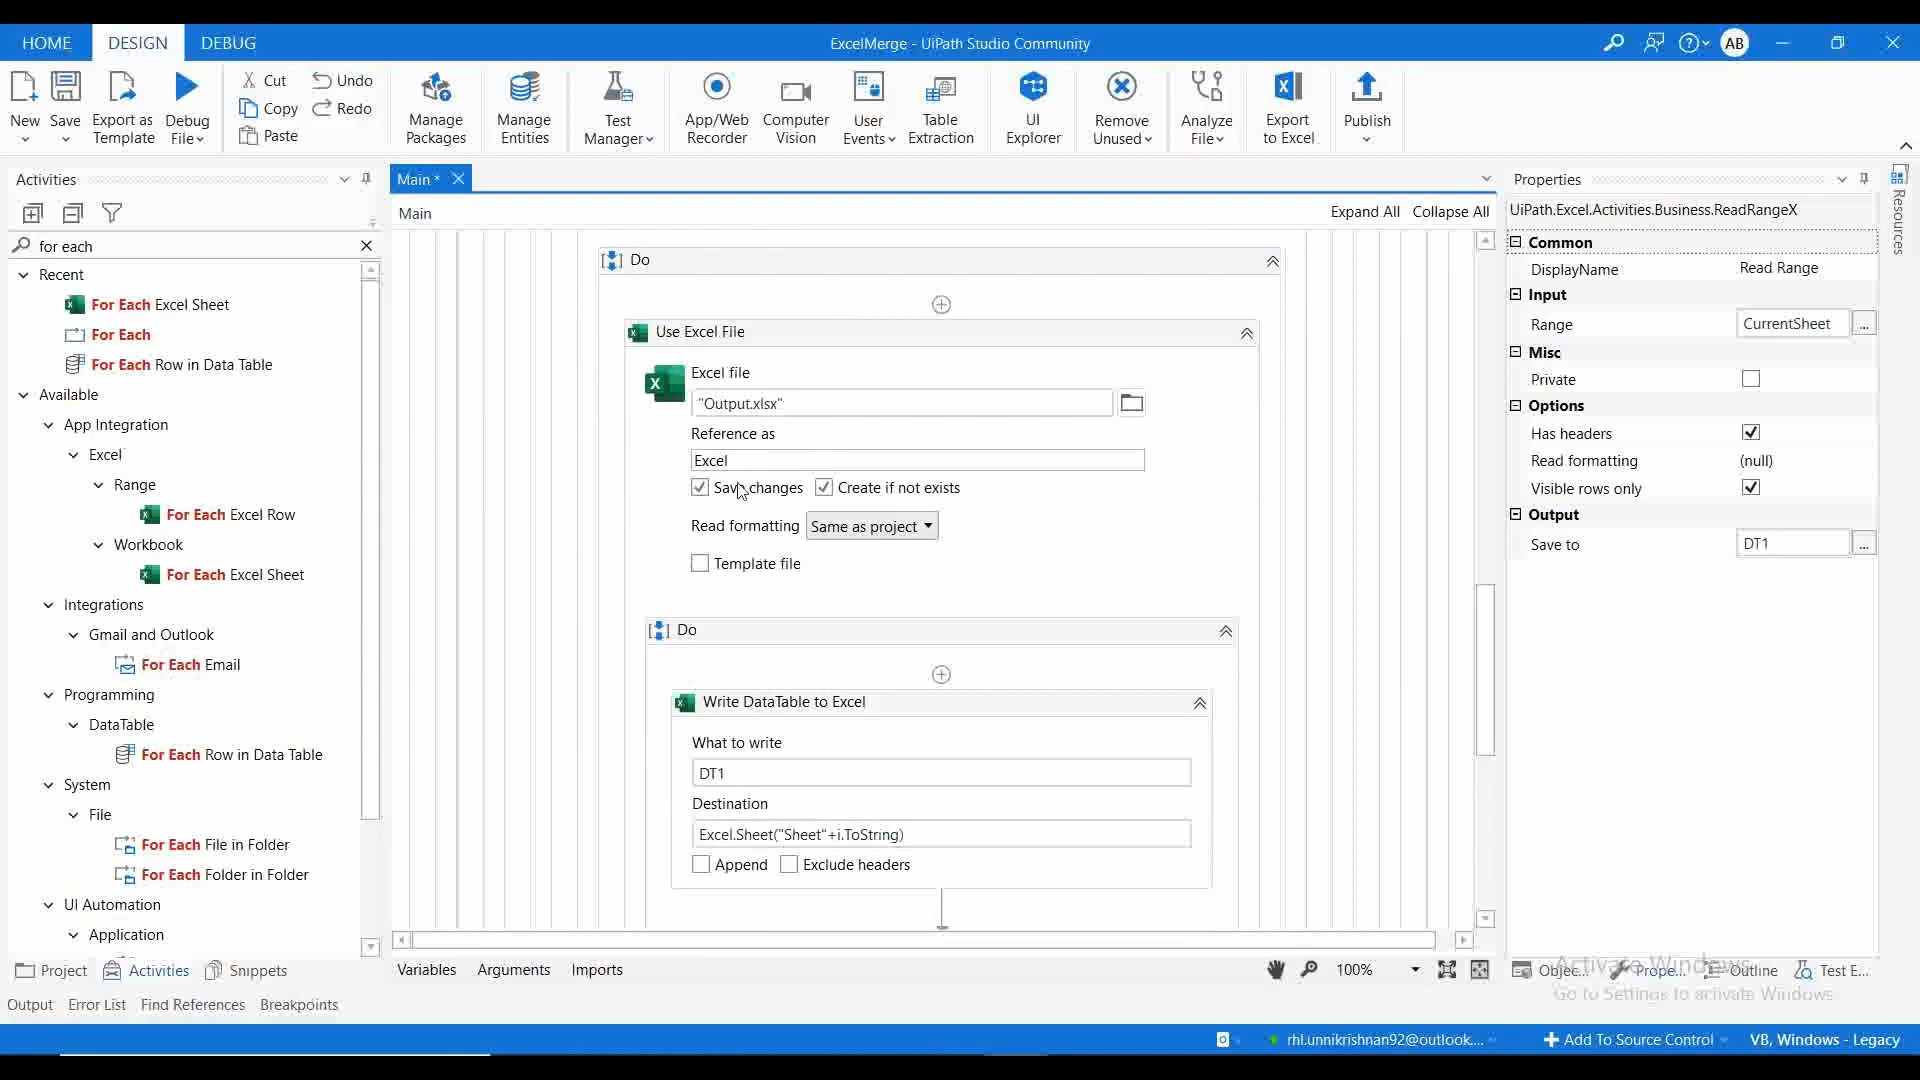 HOME DESIGN DEBUG ExcelMerge - UiPath Studio Community AB
New Save Export as Template Debug File Cut Copy Paste Undo Redo Manage Packages Manage Entities Test Manager App/Web Recorder Computer Vision User Events Table Extraction UI Explorer Remove Unused Analyze File Export to Excel Publish
Activities
for each
Recent
For Each Excel Sheet
For Each
For Each Row in Data Table
Available
App Integration
Excel
Range
For Each Excel Row
Workbook
For Each Excel Sheet
Integrations
Gmail and Outlook
For Each Email
Programming
DataTable
For Each Row in Data Table
System
File
For Each File in Folder
For Each Folder in Folder
UI Automation
Application
Project Activities Snippets
Main *
Main Expand All Collapse All
Do
Use Excel File
Excel file
"Output.xlsx"
Reference as
Excel
Save changes Create if not exists
Read formatting Same as project
Template file
Do
Write DataTable to Excel
What to write
DT1
Destination
Excel.Sheet("Sheet"+i.ToString)
Append Exclude headers
Variables Arguments Imports 100%
Properties
UiPath.Excel.Activities.Business.ReadRangeX
Common
DisplayName Read Range
Input
Range CurrentSheet ...
Misc
Private
Options
Has headers
Read formatting (null)
Visible rows only
Output
Save to DT1 ...
Resources
Objec... Prope... Outline Test E...
Activate Windows
Go to Settings to activate Windows.
Output Error List Find References Breakpoints
rhl.unnikrishnan92@outlook.... Add To Source Control VB, Windows - Legacy